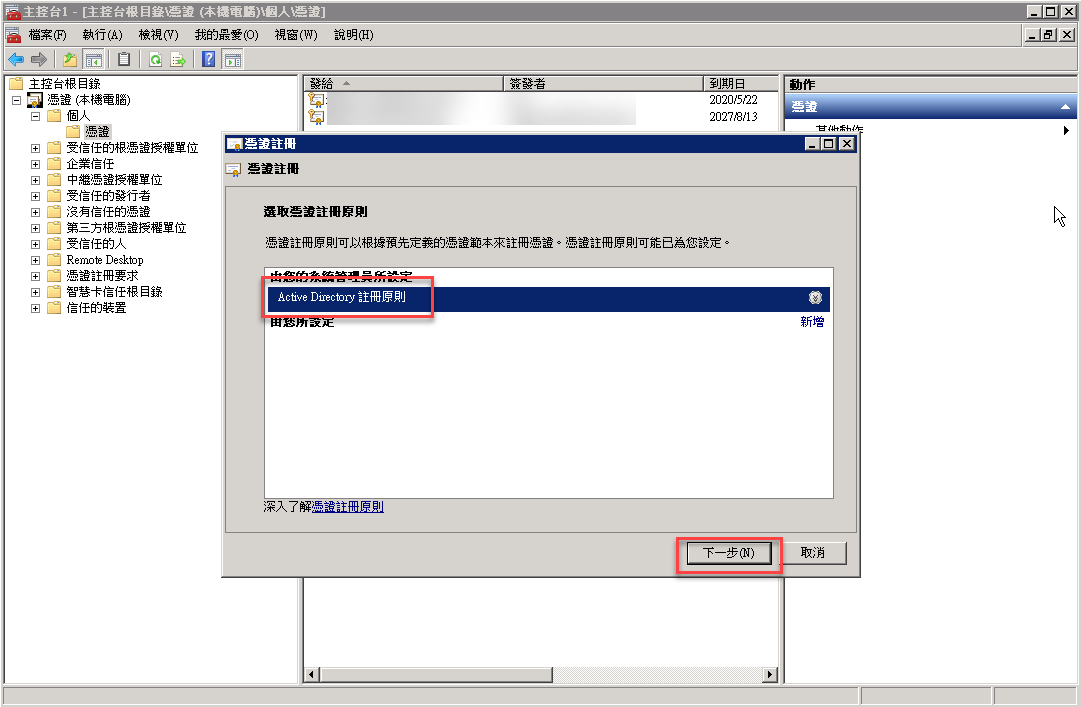 主控台1 - [主控台根目錄\憑證 (本機電腦)\個人\憑證]
檔案(F) 執行(A) 檢視(V) 我的最愛(O) 視窗(W) 說明(H)
主控台根目錄
憑證 (本機電腦)
個人
憑證
受信任的根憑證授權單位
企業信任
中繼憑證授權單位
受信任的發行者
沒有信任的憑證
第三方根憑證授權單位
受信任的人
Remote Desktop
憑證註冊要求
智慧卡信任根目錄
信任的裝置
發給 簽發者 到期日
2020/5/22
2027/8/13
動作
憑證
其他動作
憑證註冊
憑證註冊
選取憑證註冊原則
憑證註冊原則可以根據預先定義的憑證範本來註冊憑證。憑證註冊原則可能已為您設定。
由您的系統管理員所設定
Active Directory 註冊原則
由您所設定 新增
深入了解憑證註冊原則
下一步(N) 取消